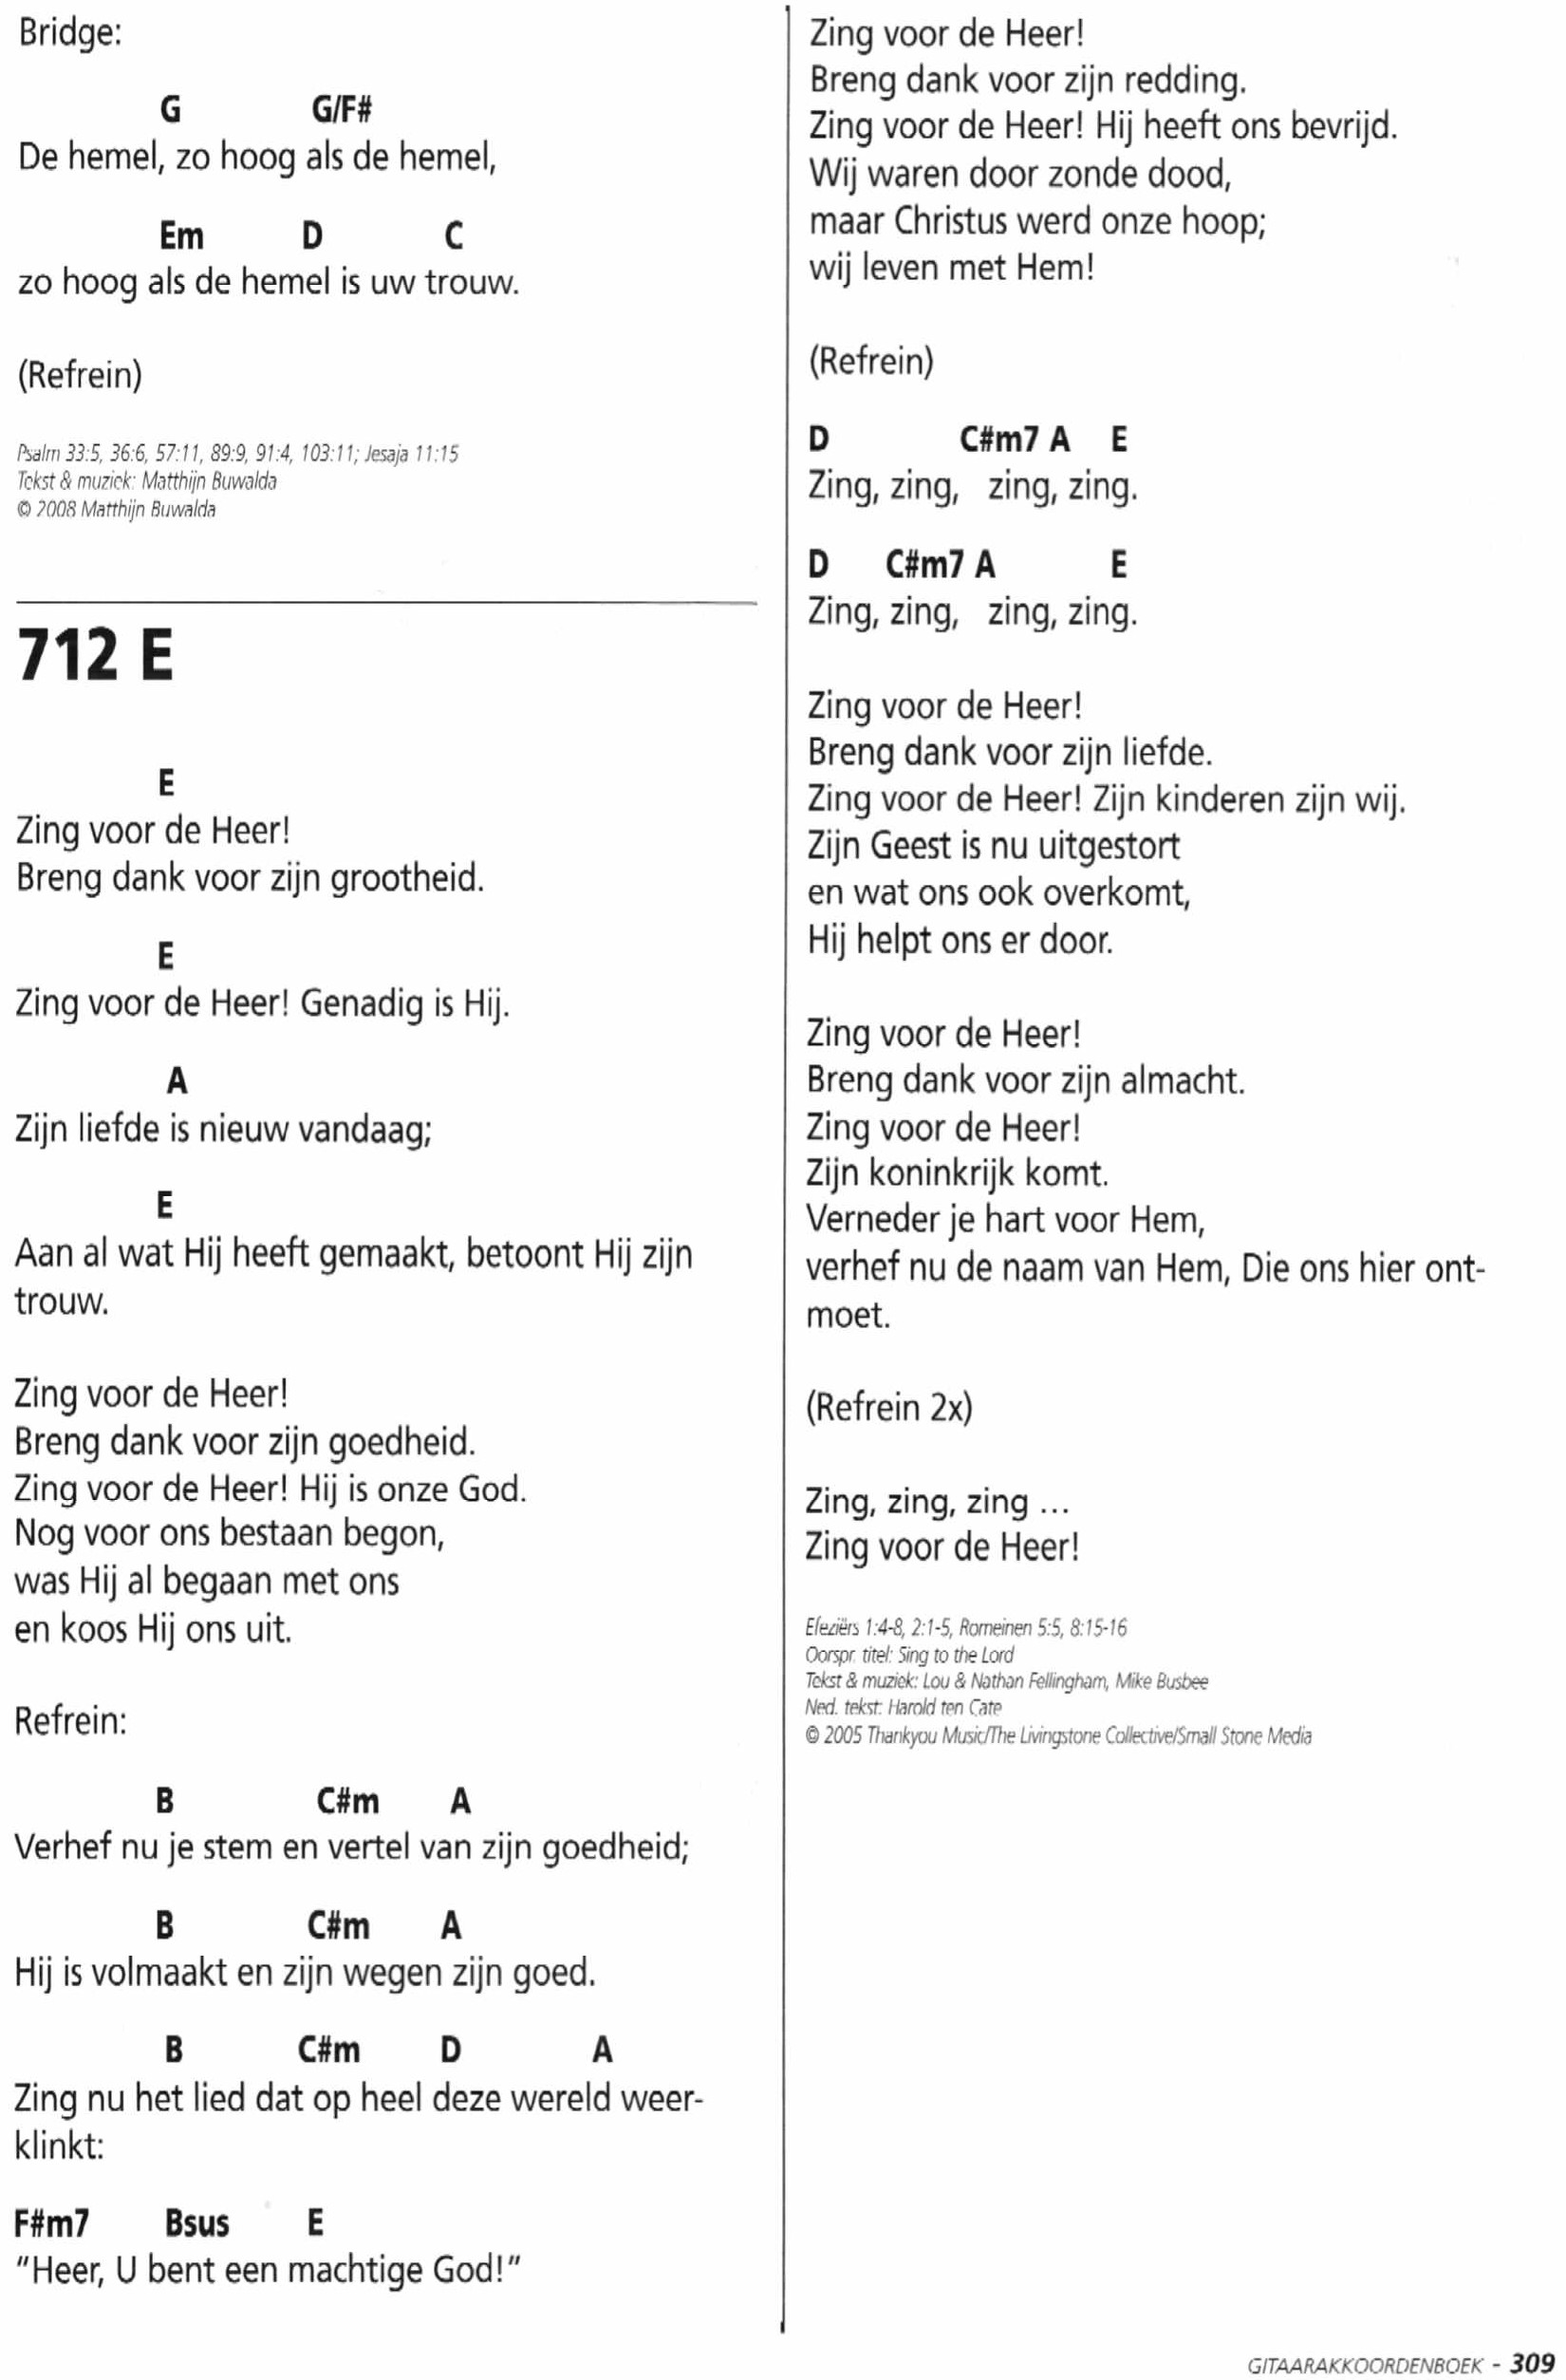 Bridge:
G G/F#
De hemel, zo hoog als de hemel,
Em D C
zo hoog als de hemel is uw trouw.
(Refrein)
Psalm 33:5, 36:6, 57:11, 89:9, 91:4, 103:11; Jesaja 11:15
Tekst & muziek: Matthijn Buwalda
© 2008 Matthijn Buwalda
712 E
E
Zing voor de Heer!
Breng dank voor zijn grootheid.
E
Zing voor de Heer! Genadig is Hij.
A
Zijn liefde is nieuw vandaag;
E
Aan al wat Hij heeft gemaakt, betoont Hij zijn
trouw.
Zing voor de Heer!
Breng dank voor zijn goedheid.
Zing voor de Heer! Hij is onze God.
Nog voor ons bestaan begon,
was Hij al begaan met ons
en koos Hij ons uit.
Refrein:
B C#m A
Verhef nu je stem en vertel van zijn goedheid;
B C#m A
Hij is volmaakt en zijn wegen zijn goed.
B C#m D A
Zing nu het lied dat op heel deze wereld weer-
klinkt:
F#m7 Bsus E
"Heer, U bent een machtige God!"
Zing voor de Heer!
Breng dank voor zijn redding.
Zing voor de Heer! Hij heeft ons bevrijd.
Wij waren door zonde dood,
maar Christus werd onze hoop;
wij leven met Hem!
(Refrein)
D C#m7 A E
Zing, zing, zing, zing.
D C#m7 A E
Zing, zing, zing, zing.
Zing voor de Heer!
Breng dank voor zijn liefde.
Zing voor de Heer! Zijn kinderen zijn wij.
Zijn Geest is nu uitgestort
en wat ons ook overkomt,
Hij helpt ons er door.
Zing voor de Heer!
Breng dank voor zijn almacht.
Zing voor de Heer!
Zijn koninkrijk komt.
Verneder je hart voor Hem,
verhef nu de naam van Hem, Die ons hier ont-
moet.
(Refrein 2x)
Zing, zing, zing ...
Zing voor de Heer!
Efeziërs 1:4-8, 2:1-5, Romeinen 5:5, 8:15-16
Oorspr. titel: Sing to the Lord
Tekst & muziek: Lou & Nathan Fellingham, Mike Busbee
Ned. tekst: Harold ten Cate
© 2005 Thankyou Music/The Livingstone Collective/Small Stone Media
GITAARAKKOORDENBOEK - 309